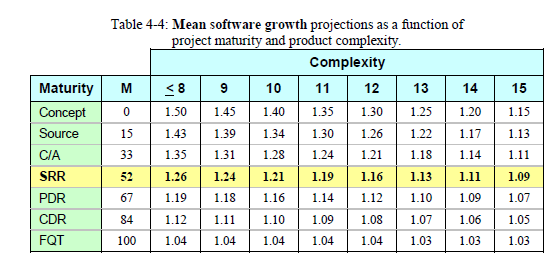 Table 4-4: Mean software growth projections as a function of
project maturity and product complexity.
Complexity
Maturity M ≤ 8 9 10 11 12 13 14 15
Concept 0 1.50 1.45 1.40 1.35 1.30 1.25 1.20 1.15
Source 15 1.43 1.39 1.34 1.30 1.26 1.22 1.17 1.13
C/A 33 1.35 1.31 1.28 1.24 1.21 1.18 1.14 1.11
SRR 52 1.26 1.24 1.21 1.19 1.16 1.13 1.11 1.09
PDR 67 1.19 1.18 1.16 1.14 1.12 1.10 1.09 1.07
CDR 84 1.12 1.11 1.10 1.09 1.08 1.07 1.06 1.05
FQT 100 1.04 1.04 1.04 1.04 1.04 1.03 1.03 1.03